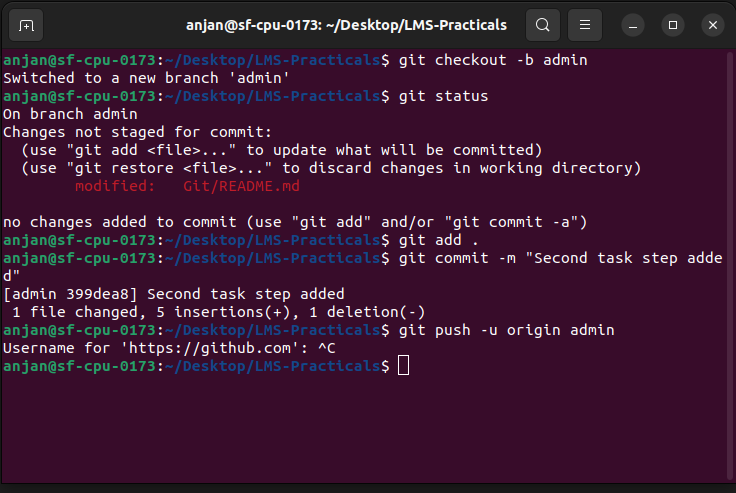 anjan@sf-cpu-0173: ~/Desktop/LMS-Practicals
anjan@sf-cpu-0173:~/Desktop/LMS-Practicals$ git checkout -b admin
Switched to a new branch 'admin'
anjan@sf-cpu-0173:~/Desktop/LMS-Practicals$ git status
On branch admin
Changes not staged for commit:
  (use "git add <file>..." to update what will be committed)
  (use "git restore <file>..." to discard changes in working directory)
        modified:   Git/README.md

no changes added to commit (use "git add" and/or "git commit -a")
anjan@sf-cpu-0173:~/Desktop/LMS-Practicals$ git add .
anjan@sf-cpu-0173:~/Desktop/LMS-Practicals$ git commit -m "Second task step adde
d"
[admin 399dea8] Second task step added
 1 file changed, 5 insertions(+), 1 deletion(-)
anjan@sf-cpu-0173:~/Desktop/LMS-Practicals$ git push -u origin admin
Username for 'https://github.com': ^C
anjan@sf-cpu-0173:~/Desktop/LMS-Practicals$